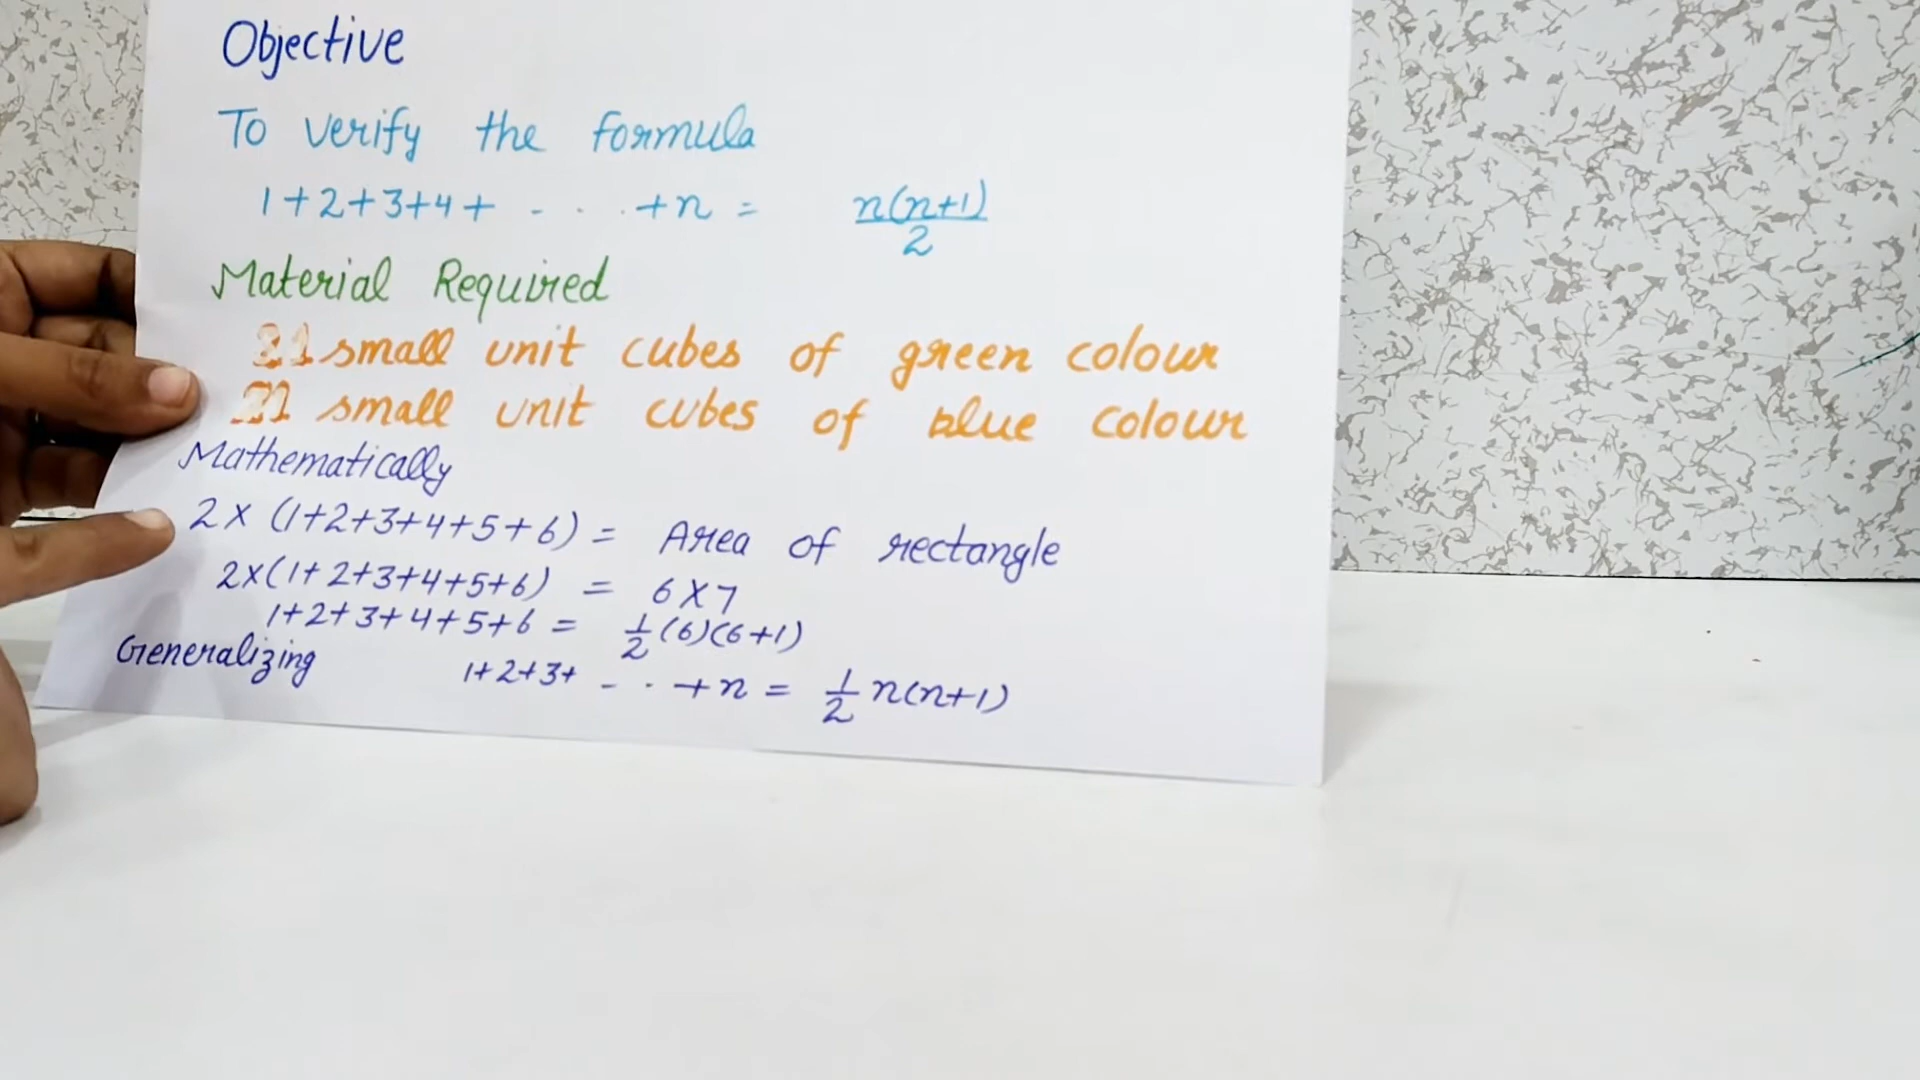 Objective
To verify the formula
1+2+3+4+ - . . +n = n(n+1)/2
Material Required
21 small unit cubes of green colour
21 small unit cubes of blue colour
Mathematically
2 × (1+2+3+4+5+6) = Area of rectangle
2×(1+2+3+4+5+6) = 6×7
1+2+3+4+5+6 = 1/2 (6)(6+1)
Generalizing 1+2+3+ - . . +n = 1/2 n(n+1)